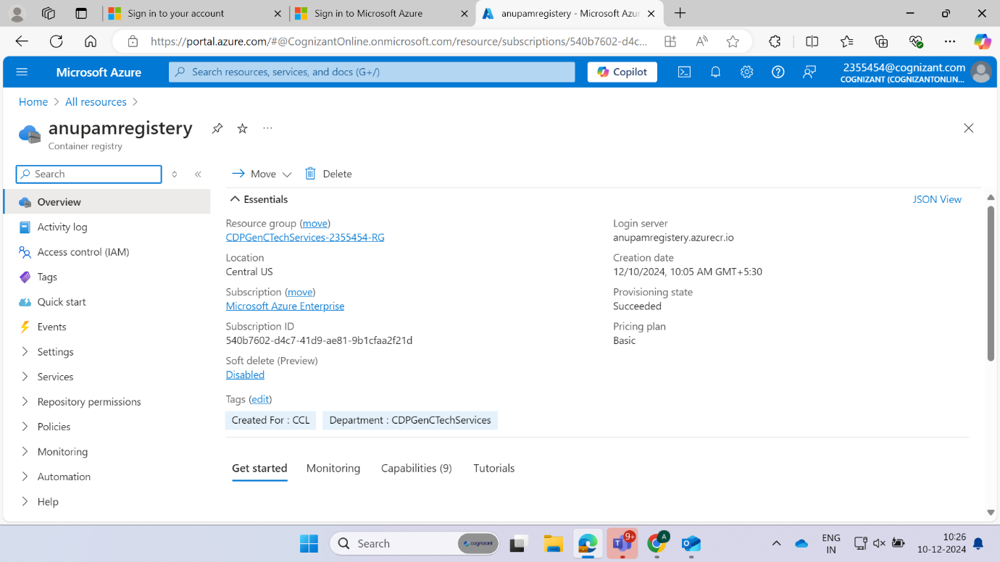 Sign in to your account
Sign in to Microsoft Azure
anupamregistery - Microsoft Azur
https://portal.azure.com/#@CognizantOnline.onmicrosoft.com/resource/subscriptions/540b7602-d4c...
Microsoft Azure
Search resources, services, and docs (G+/)
Copilot
2355454@cognizant.com
COGNIZANT (COGNIZANTONLIN...
Home > All resources >
anupamregistery
Container registry
Search
Move
Delete
Overview
Activity log
Access control (IAM)
Tags
Quick start
Events
Settings
Services
Repository permissions
Policies
Monitoring
Automation
Help
Essentials
JSON View
Resource group (move)
CDPGenCTechServices-2355454-RG
Location
Central US
Subscription (move)
Microsoft Azure Enterprise
Subscription ID
540b7602-d4c7-41d9-ae81-9b1cfaa2f21d
Soft delete (Preview)
Disabled
Login server
anupamregistery.azurecr.io
Creation date
12/10/2024, 10:05 AM GMT+5:30
Provisioning state
Succeeded
Pricing plan
Basic
Tags (edit)
Created For : CCL
Department : CDPGenCTechServices
Get started
Monitoring
Capabilities (9)
Tutorials
Search
cognizant
9+
A
ENG
IN
10:26
10-12-2024